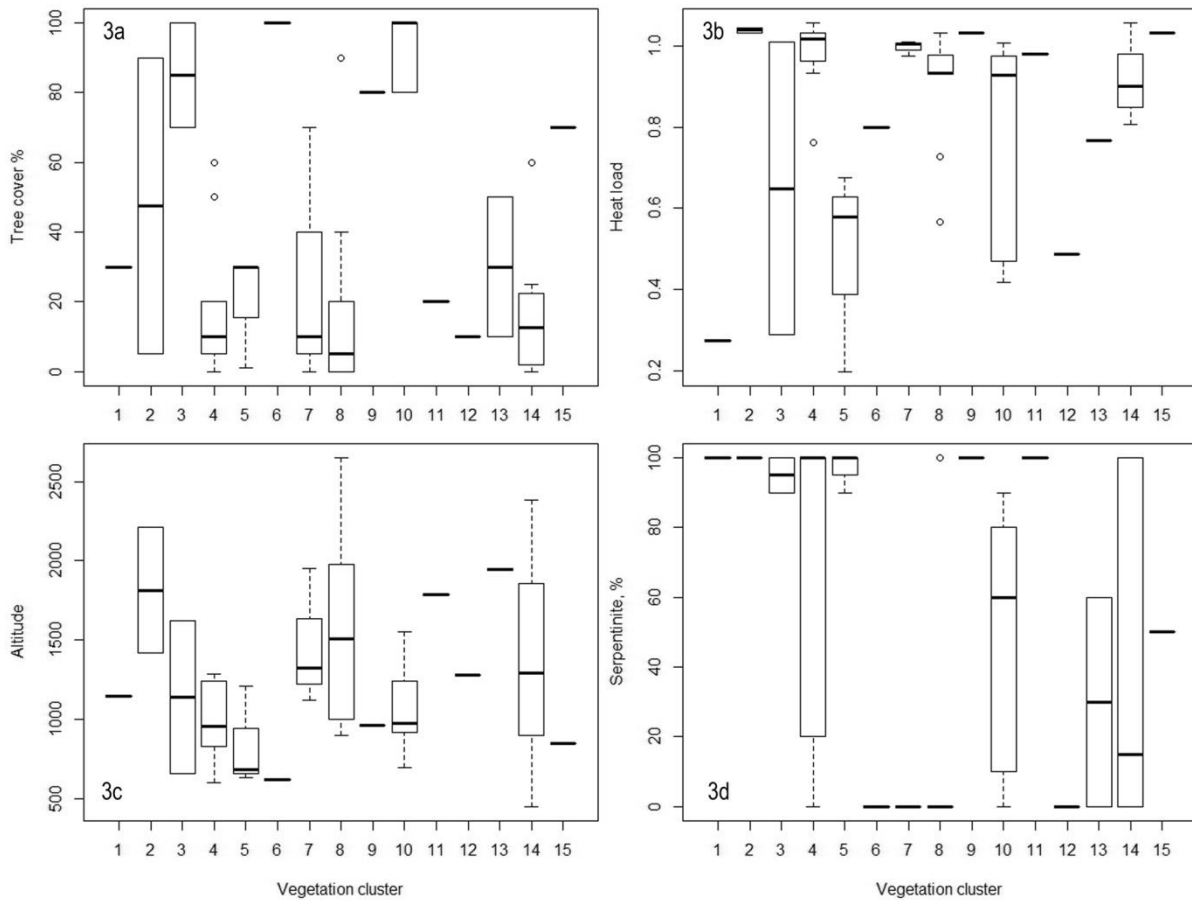 3a
Tree cover %
100
80
60
40
20
0
1 2 3 4 5 6 7 8 9 10 11 12 13 14 15
3b
Heat load
1.0
0.8
0.6
0.4
0.2
1 2 3 4 5 6 7 8 9 10 11 12 13 14 15
3c
Altitude
2500
2000
1500
1000
500
1 2 3 4 5 6 7 8 9 10 11 12 13 14 15
Vegetation cluster
3d
Serpentinite, %
100
80
60
40
20
0
1 2 3 4 5 6 7 8 9 10 11 12 13 14 15
Vegetation cluster